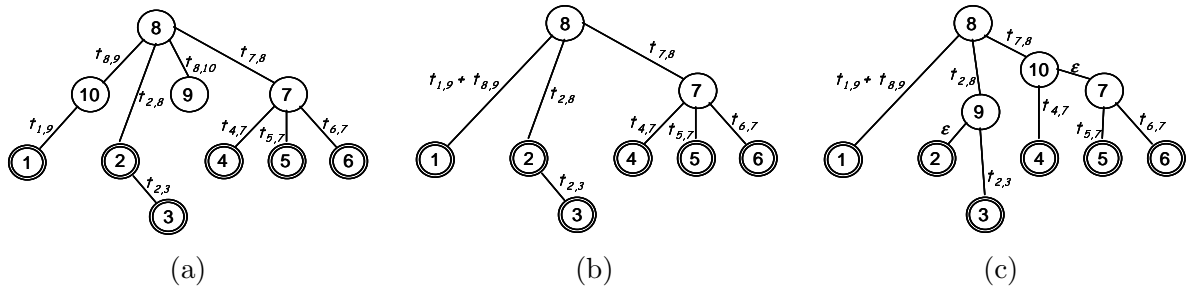 8
t8,9
t2,8
t8,10
t7,8
10
9
7
t1,9
t4,7
t5,7
t6,7
1
2
4
5
6
t2,3
3
(a)
8
t1,9 + t8,9
t2,8
t7,8
7
t4,7
t5,7
t6,7
1
2
4
5
6
t2,3
3
(b)
8
t7,8
t1,9 + t8,9
t2,8
10
ε
7
9
t4,7
ε
t5,7
t6,7
1
2
4
5
6
t2,3
3
(c)